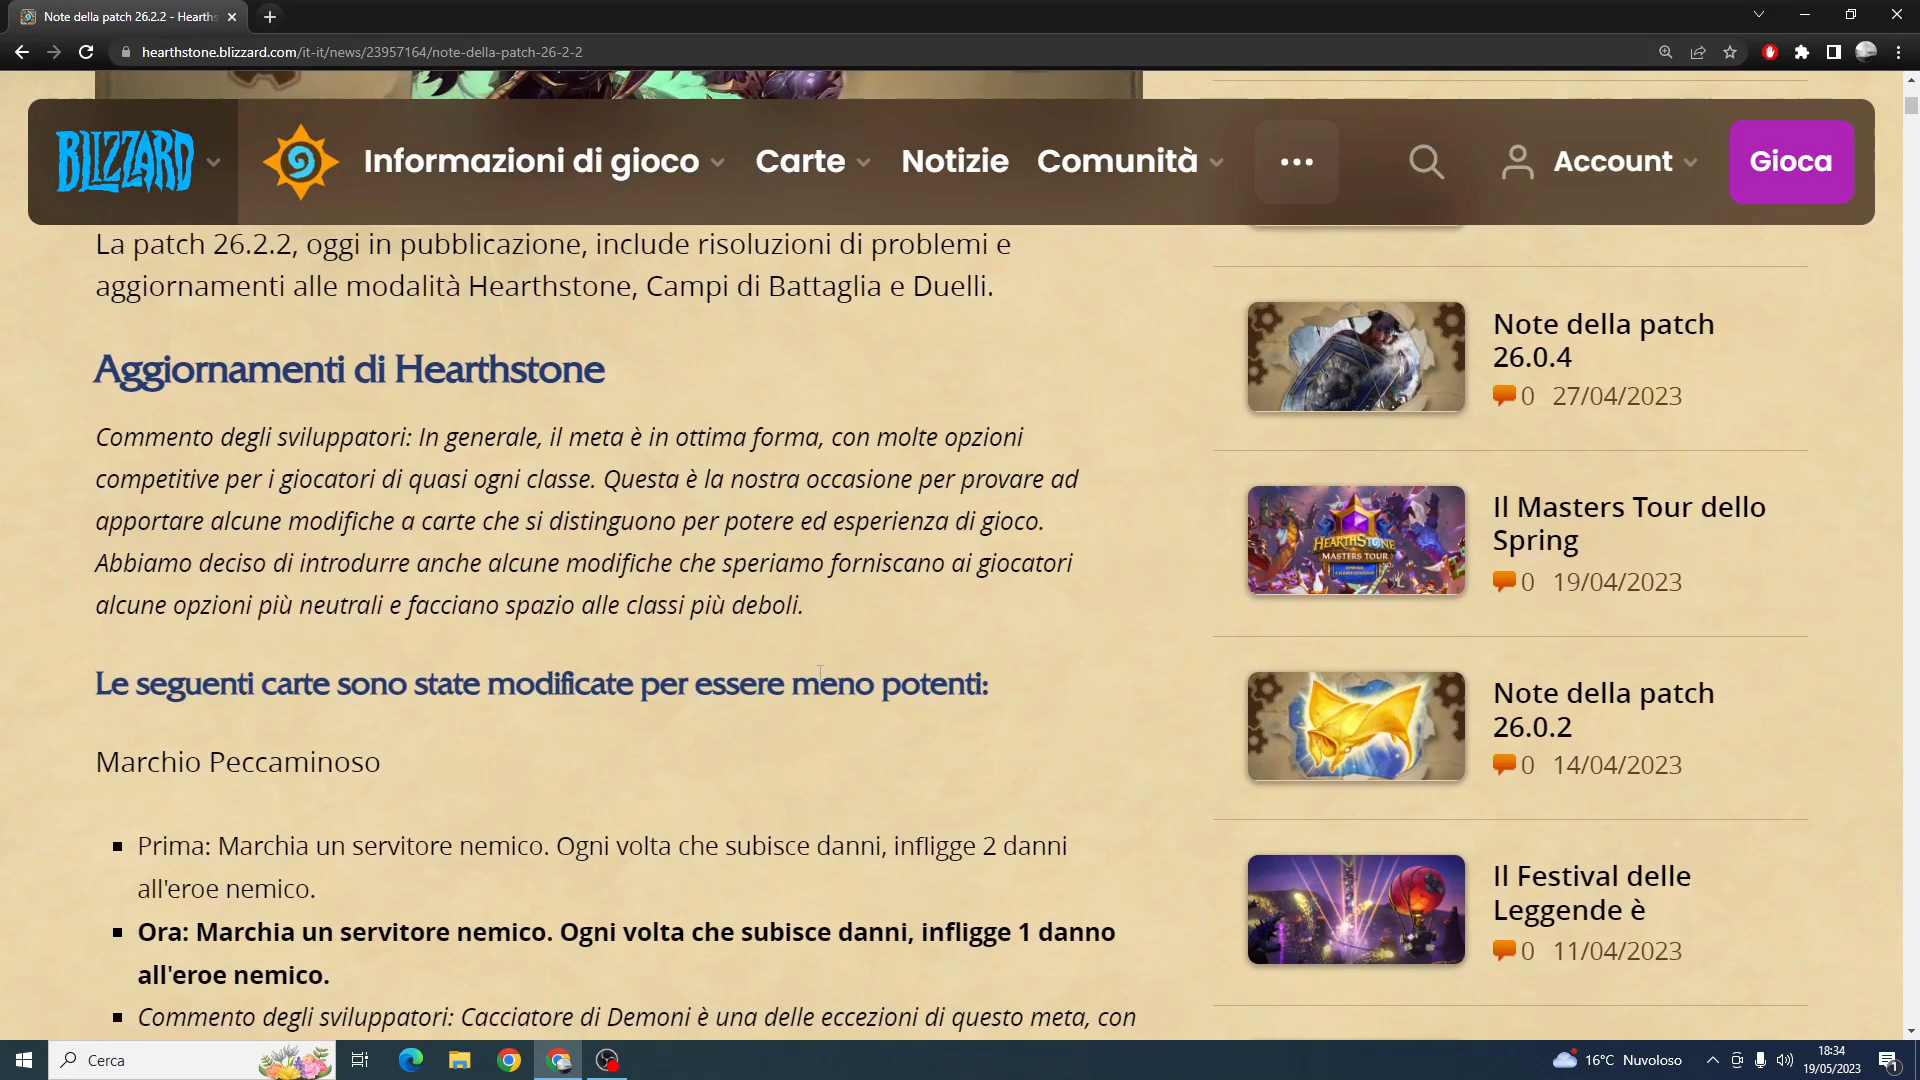 Note della patch 26.2.2 - Hearths
hearthstone.blizzard.com/it-it/news/23957164/note-della-patch-26-2-2
BLIZZARD
Informazioni di gioco
Carte
Notizie
Comunità
Account
Gioca
La patch 26.2.2, oggi in pubblicazione, include risoluzioni di problemi e
aggiornamenti alle modalità Hearthstone, Campi di Battaglia e Duelli.
Aggiornamenti di Hearthstone
Commento degli sviluppatori: In generale, il meta è in ottima forma, con molte opzioni
competitive per i giocatori di quasi ogni classe. Questa è la nostra occasione per provare ad
apportare alcune modifiche a carte che si distinguono per potere ed esperienza di gioco.
Abbiamo deciso di introdurre anche alcune modifiche che speriamo forniscano ai giocatori
alcune opzioni più neutrali e facciano spazio alle classi più deboli.
Le seguenti carte sono state modificate per essere meno potenti:
Marchio Peccaminoso
Prima: Marchia un servitore nemico. Ogni volta che subisce danni, infligge 2 danni
all'eroe nemico.
Ora: Marchia un servitore nemico. Ogni volta che subisce danni, infligge 1 danno
all'eroe nemico.
Commento degli sviluppatori: Cacciatore di Demoni è una delle eccezioni di questo meta, con
Note della patch
26.0.4
0 27/04/2023
HEARTHSTONE
MASTERS TOUR
SPRING
CHAMPIONSHIP
Il Masters Tour dello
Spring
0 19/04/2023
Note della patch
26.0.2
0 14/04/2023
Il Festival delle
Leggende è
0 11/04/2023
Cerca
16°C Nuvoloso
18:34
19/05/2023
1